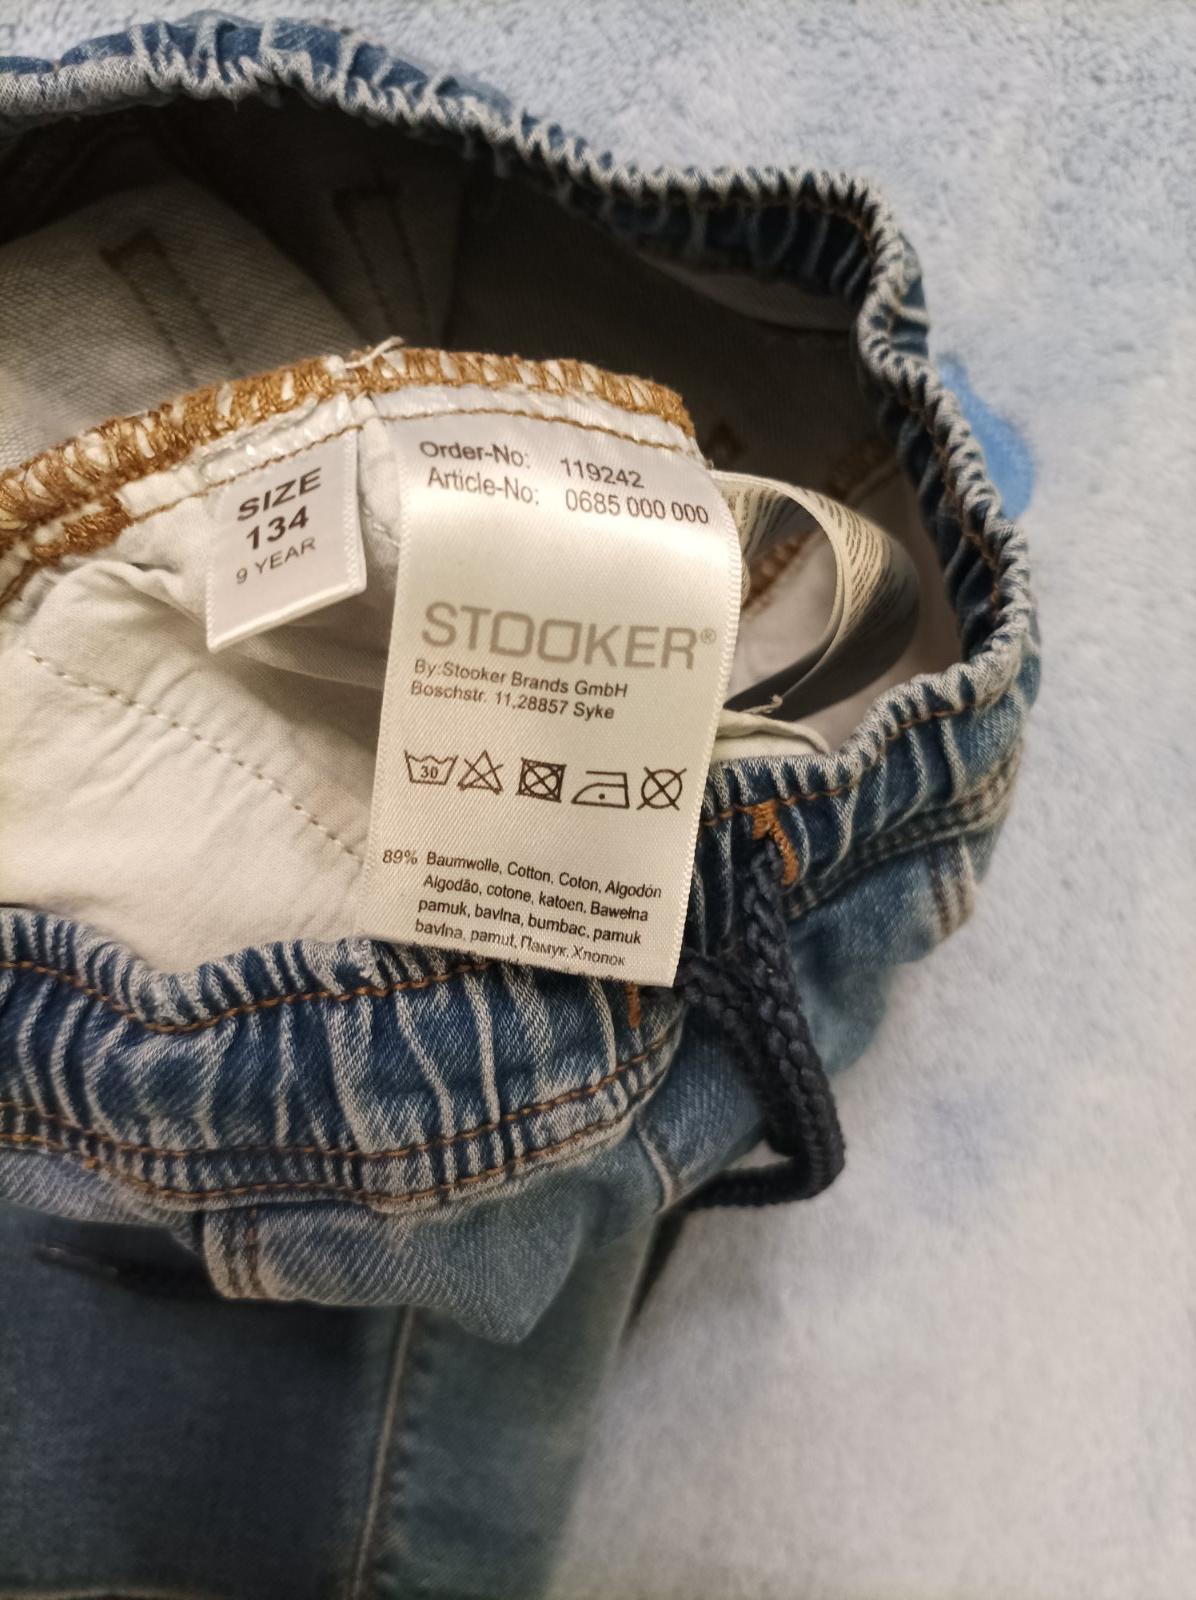 SIZE
134
9 YEAR
Order-No: 119242
Article-No: 0685 000 000
STOOKER®
By:Stooker Brands GmbH
Boschstr. 11,28857 Syke
30
89% Baumwolle, Cotton, Coton, Algodón
Algodão, cotone, katoen, Bawełna
pamuk, bavlna, bumbac, pamuk
bavlna, pamut, Памук, Хлопок